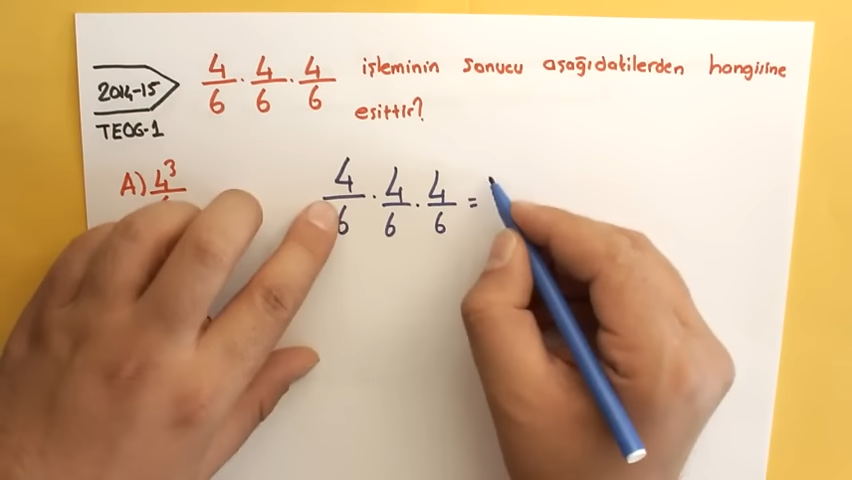 2014-15
TEOG-1
4/6 · 4/6 · 4/6 işleminin sonucu aşağıdakilerden hangisine
eşittir?
A) 4³/6
4/6 · 4/6 · 4/6 =